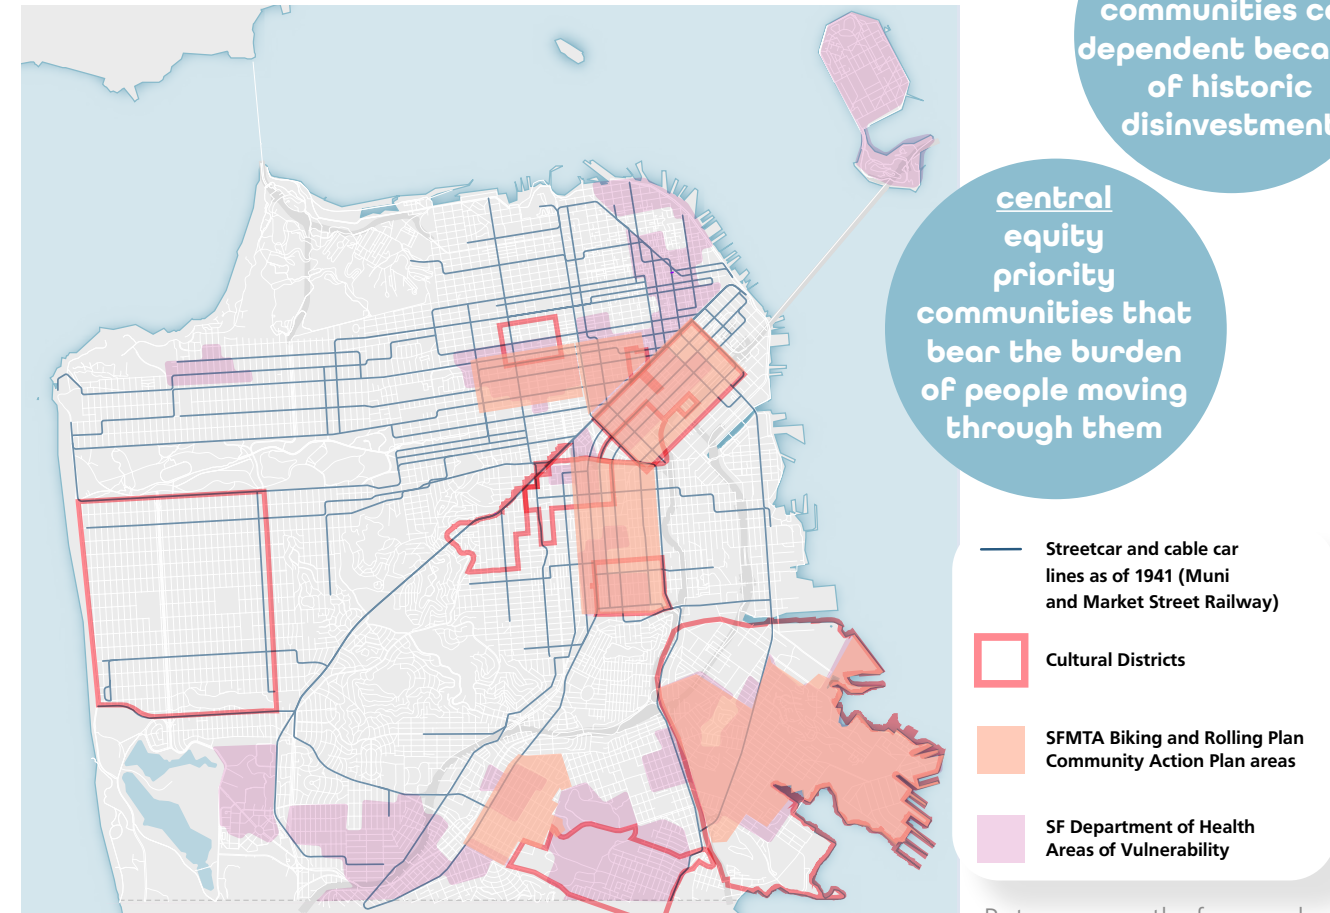 communities
dependent
of historic
disinvestment
central
equity
priority
communities that
bear the burden
of people moving
through them
Streetcar and cable car
lines as of 1941 (Muni
and Market Street Railway)
Cultural Districts
SFMTA Biking and Rolling Plan
Community Action Plan areas
SF Department of Health
Areas of Vulnerability